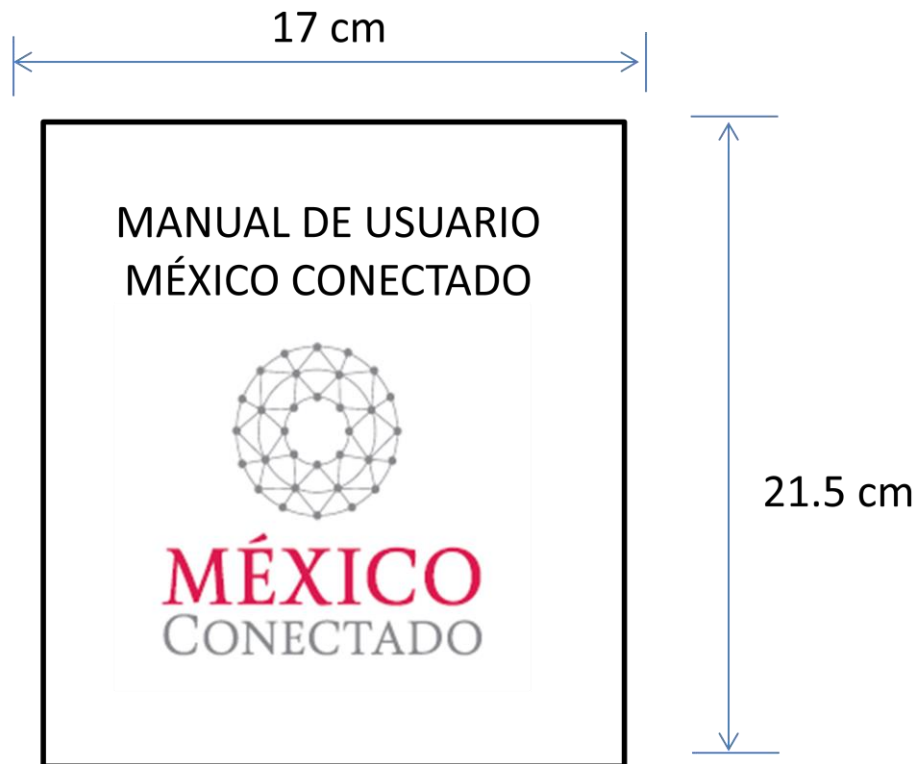 17 cm
MANUAL DE USUARIO
MÉXICO CONECTADO
21.5 cm
MÉXICO
CONECTADO